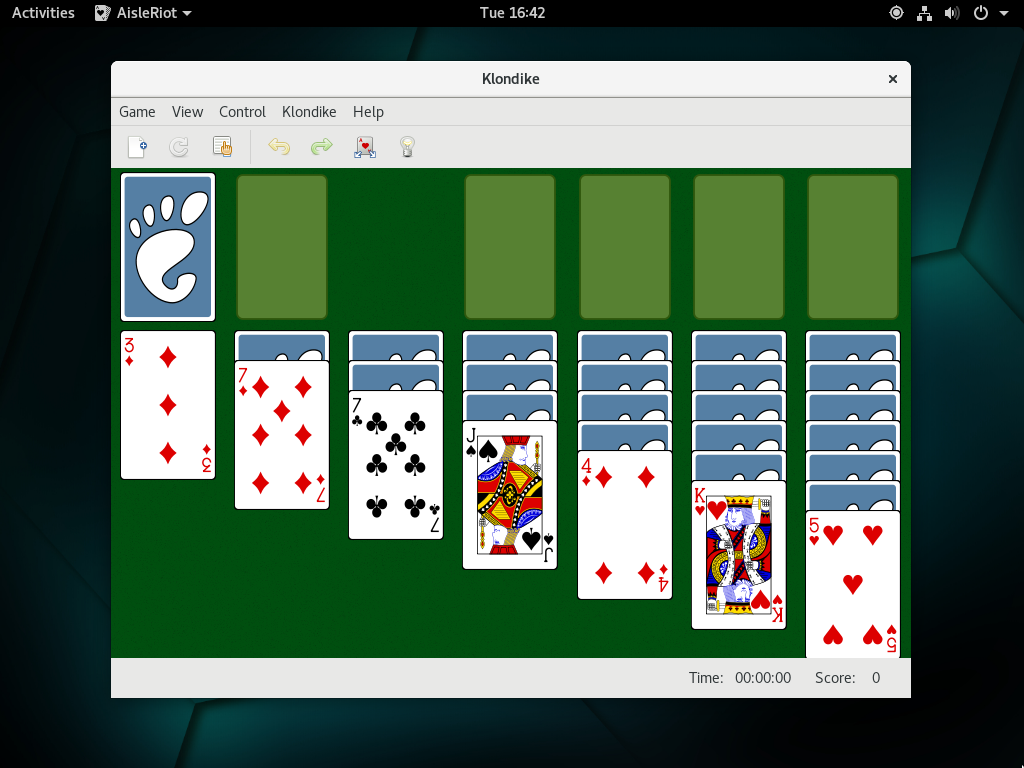 Activities AisleRiot Tue 16:42
Klondike
Game View Control Klondike Help
A
3 7 7 J 4 K 5
3 7 7 J 4 K 5
Time: 00:00:00 Score: 0